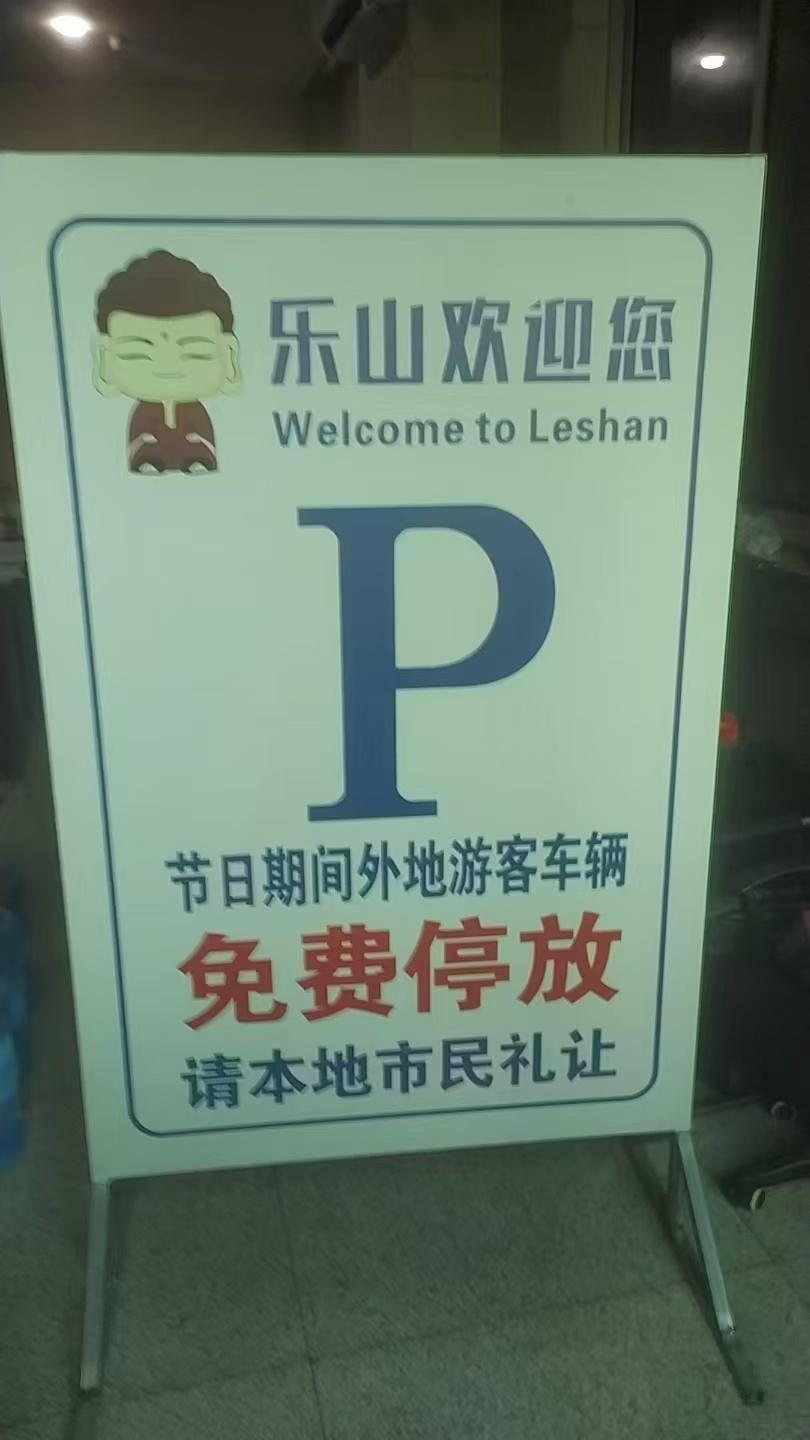 乐山欢迎您
Welcome to Leshan
P
节日期间外地游客车辆
免费停放
请本地市民礼让